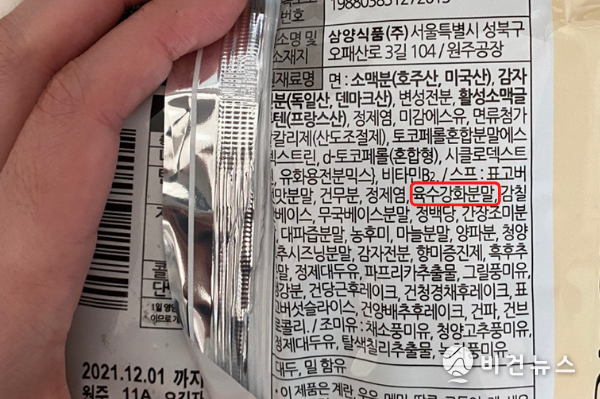 번호
198803851272013
소명 및
소재지
삼양식품(주) 서울특별시 성북구
오패산로 3길 104 / 원주공장
재료명
면 : 소맥분(호주산, 미국산), 감자
분(독일산, 덴마크산), 변성전분, 활성소맥글
텐(프랑스산), 정제염, 미감에스유, 면류첨가
칼리제(산도조절제), 토코페롤혼합분말에스
덱스트린, d-토코페롤(혼합형), 시클로덱스트
, 유화용전분믹스}, 비타민B₂ / 스프 : 표고버
맛분말, 건무분, 정제염, 육수강화분말, 감칠
베이스, 무국베이스분말, 정백당, 간장조미분
, 대파즙분말, 농후미, 마늘분말, 양파분, 청양
추시즈닝분말, 감자전분, 향미증진제, 흑후추
말, 정제대두유, 파프리카추출물, 그릴풍미유,
생강분, 건당근후레이크, 건청경채후레이크,
고버섯슬라이스, 건양배추후레이크, 건파, 건브
로콜리. / 조미유 : 채소풍미유, 청양고추풍미유,
정제대두유, 탈색칠리추출물, 혼합
대두, 밀 함유
• 이 제품은 계란, 우유, 메밀, 땅콩,
2021.12.01 까지
원주 11A
비건뉴스